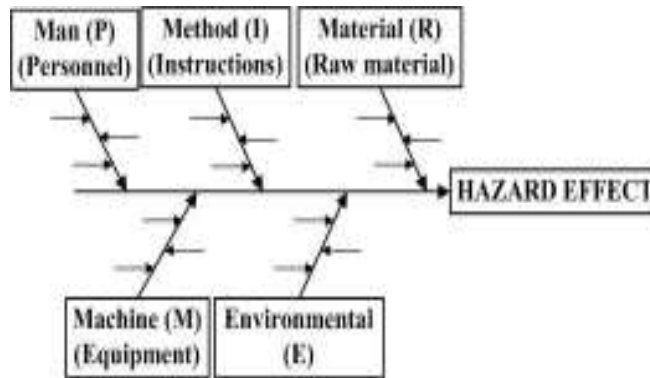 Man (P)
(Personnel)
Method (I)
(Instructions)
Material (R)
(Raw material)
HAZARD EFFECT
Machine (M)
(Equipment)
Environmental
(E)